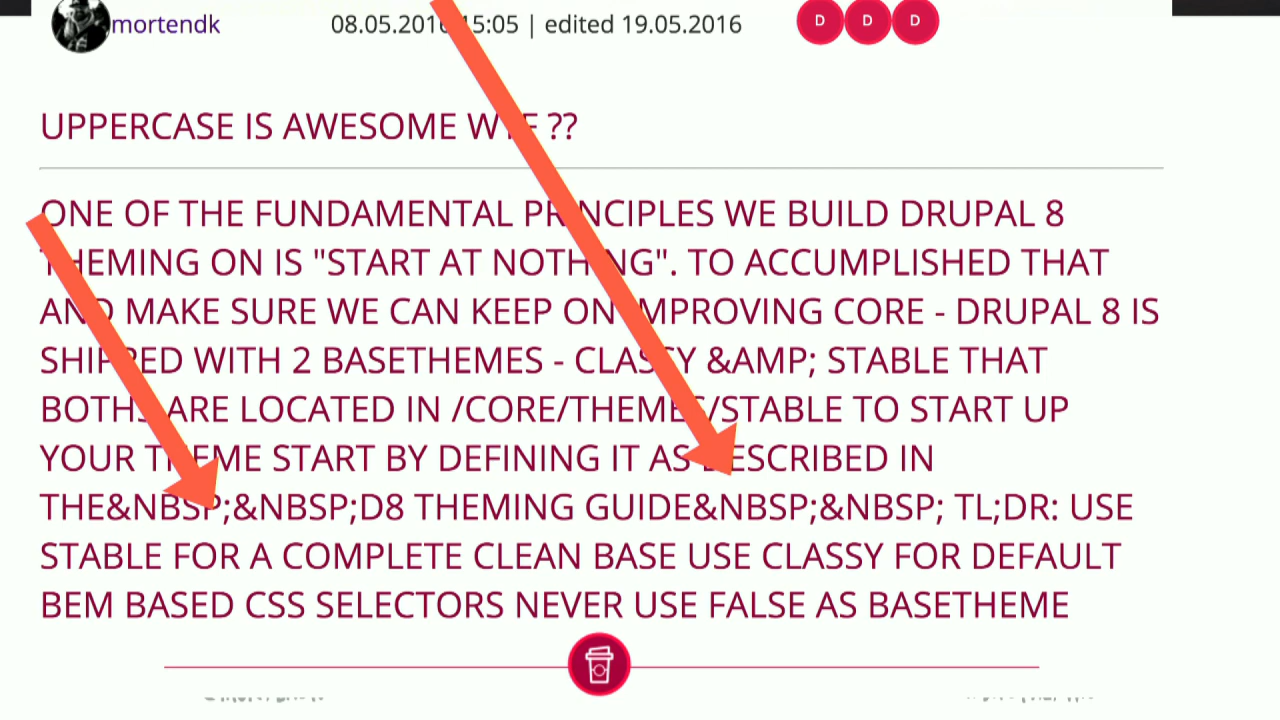 mortendk 08.05.2016 15:05 | edited 19.05.2016 D D D
UPPERCASE IS AWESOME WTF ??
ONE OF THE FUNDAMENTAL PRINCIPLES WE BUILD DRUPAL 8
THEMING ON IS "START AT NOTHING". TO ACCUMPLISHED THAT
AND MAKE SURE WE CAN KEEP ON IMPROVING CORE - DRUPAL 8 IS
SHIPPED WITH 2 BASETHEMES - CLASSY &AMP; STABLE THAT
BOTHS ARE LOCATED IN /CORE/THEMES/STABLE TO START UP
YOUR THEME START BY DEFINING IT AS DESCRIBED IN
THE&NBSP;&NBSP;D8 THEMING GUIDE&NBSP;&NBSP; TL;DR: USE
STABLE FOR A COMPLETE CLEAN BASE USE CLASSY FOR DEFAULT
BEM BASED CSS SELECTORS NEVER USE FALSE AS BASETHEME